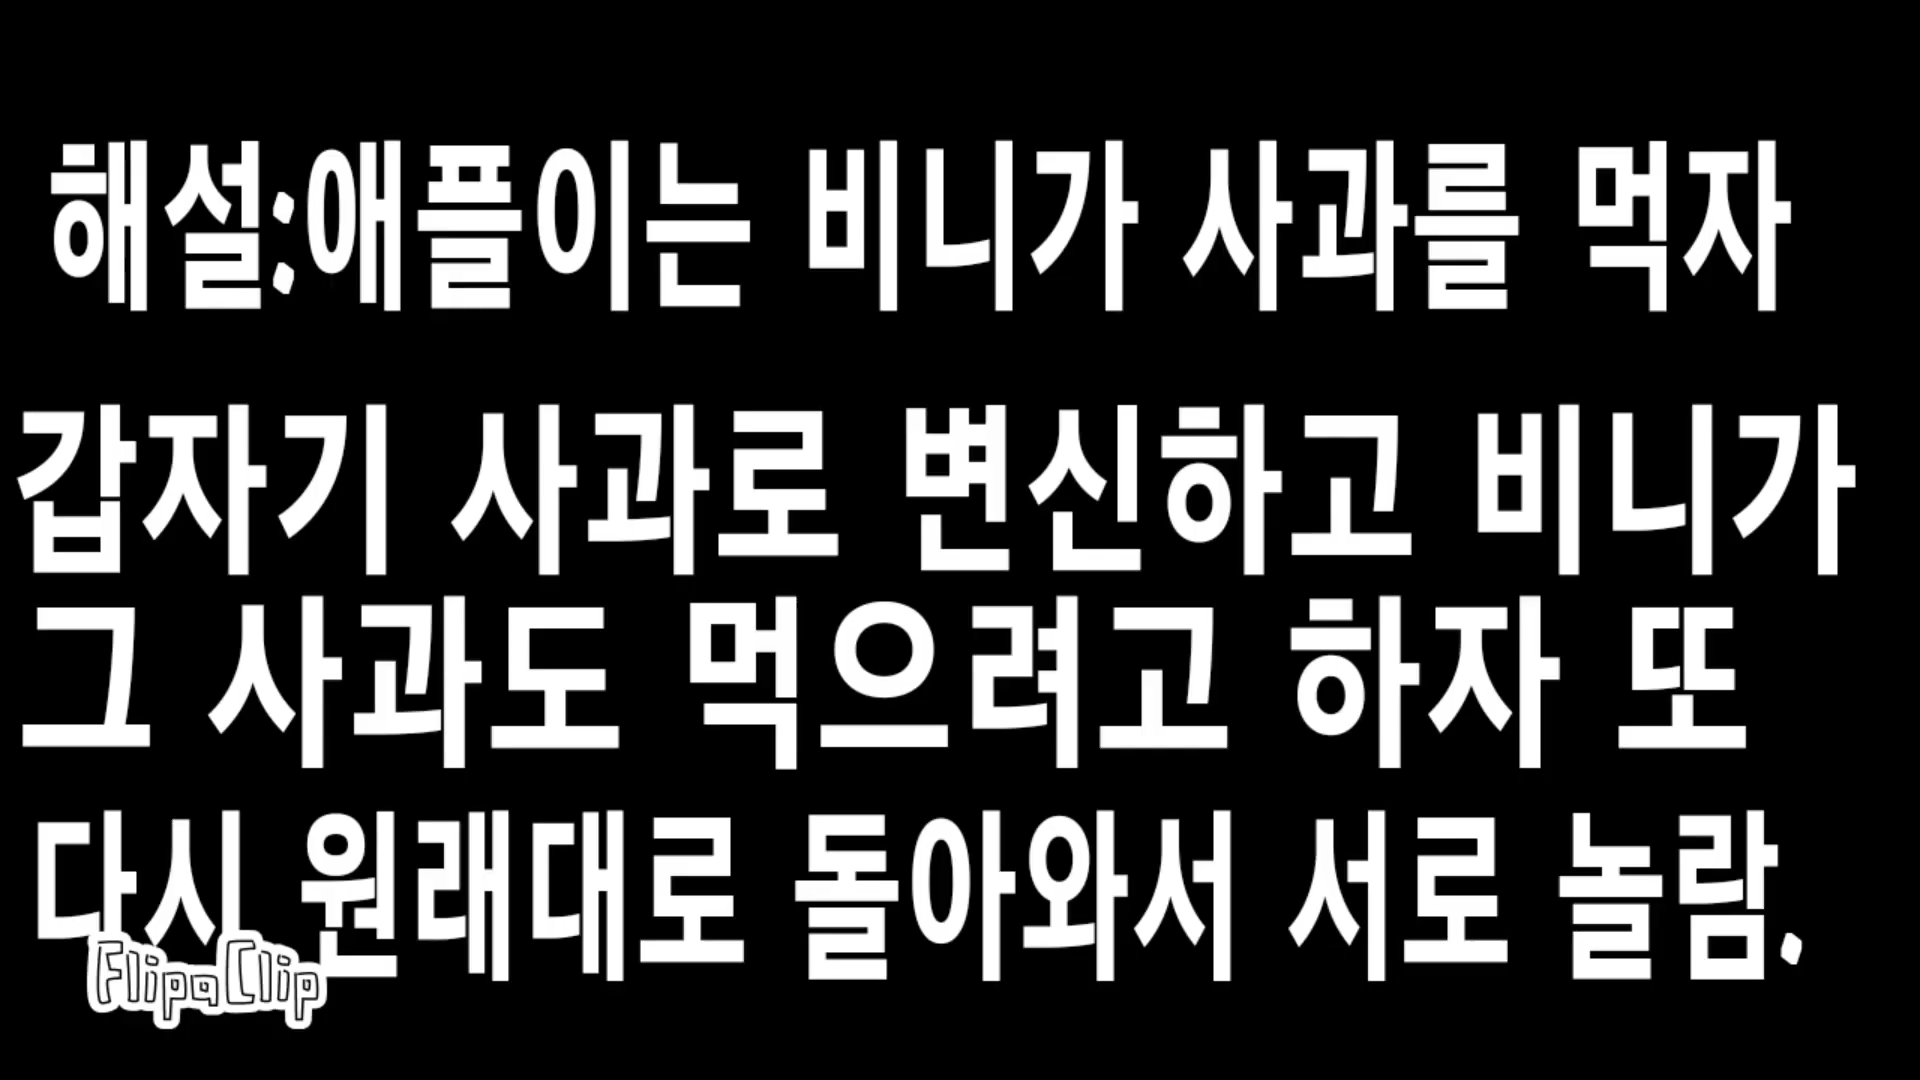 해설:애플이는 비니가 사과를 먹자
갑자기 사과로 변신하고 비니가
그 사과도 먹으려고 하자 또
다시 원래대로 돌아와서 서로 놀람.
FlipaClip